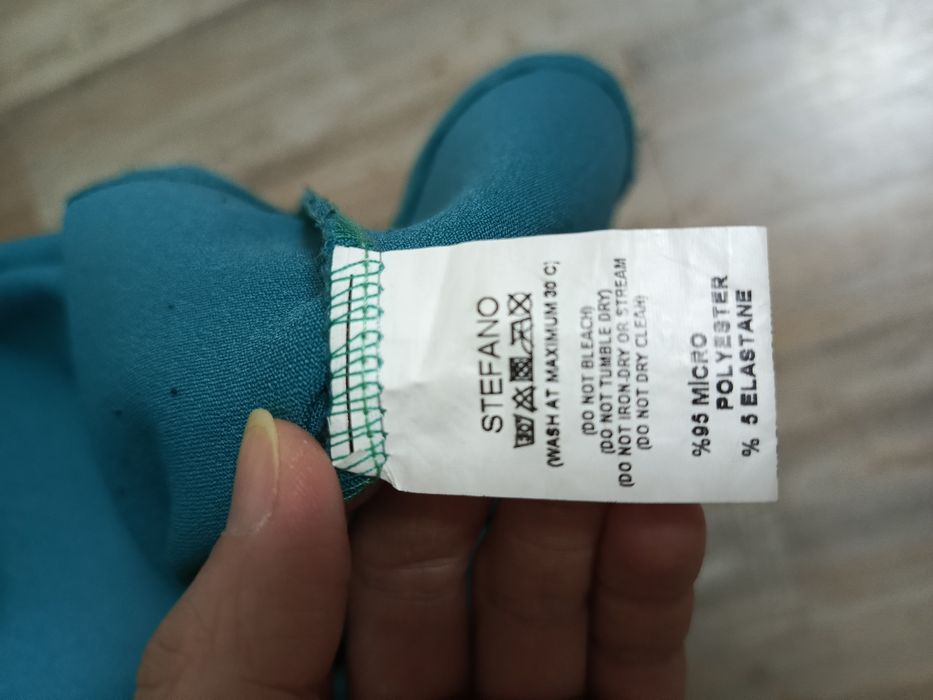 STEFANO
30
(WASH AT MAXIMUM 30 C)
(DO NOT BLEACH)
(DO NOT TUMBLE DRY)
(DO NOT IRON-DRY OR STREAM
(DO NOT DRY CLEAN)
%95 MICRO
POLYESTER
% 5 ELASTANE